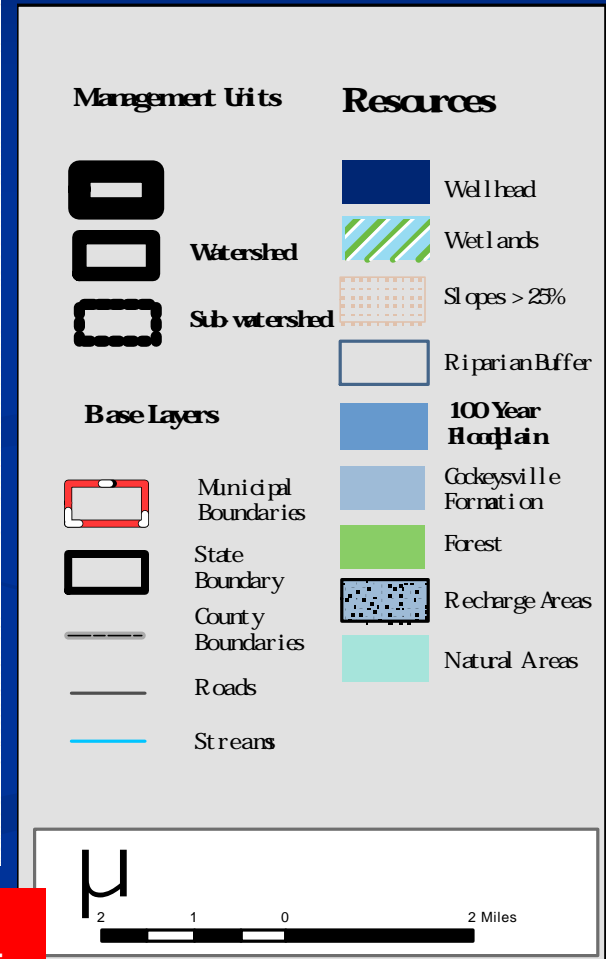 Management Units
Watershed
Sub-watershed
Base Layers
Municipal
Boundaries
State
Boundary
County
Boundaries
Roads
Streams
Resources
Wellhead
Wetlands
Slopes > 25%
Riparian Buffer
100 Year
Floodplain
Cockeysville
Formation
Forest
Recharge Areas
Natural Areas
µ
2 1 0 2 Miles